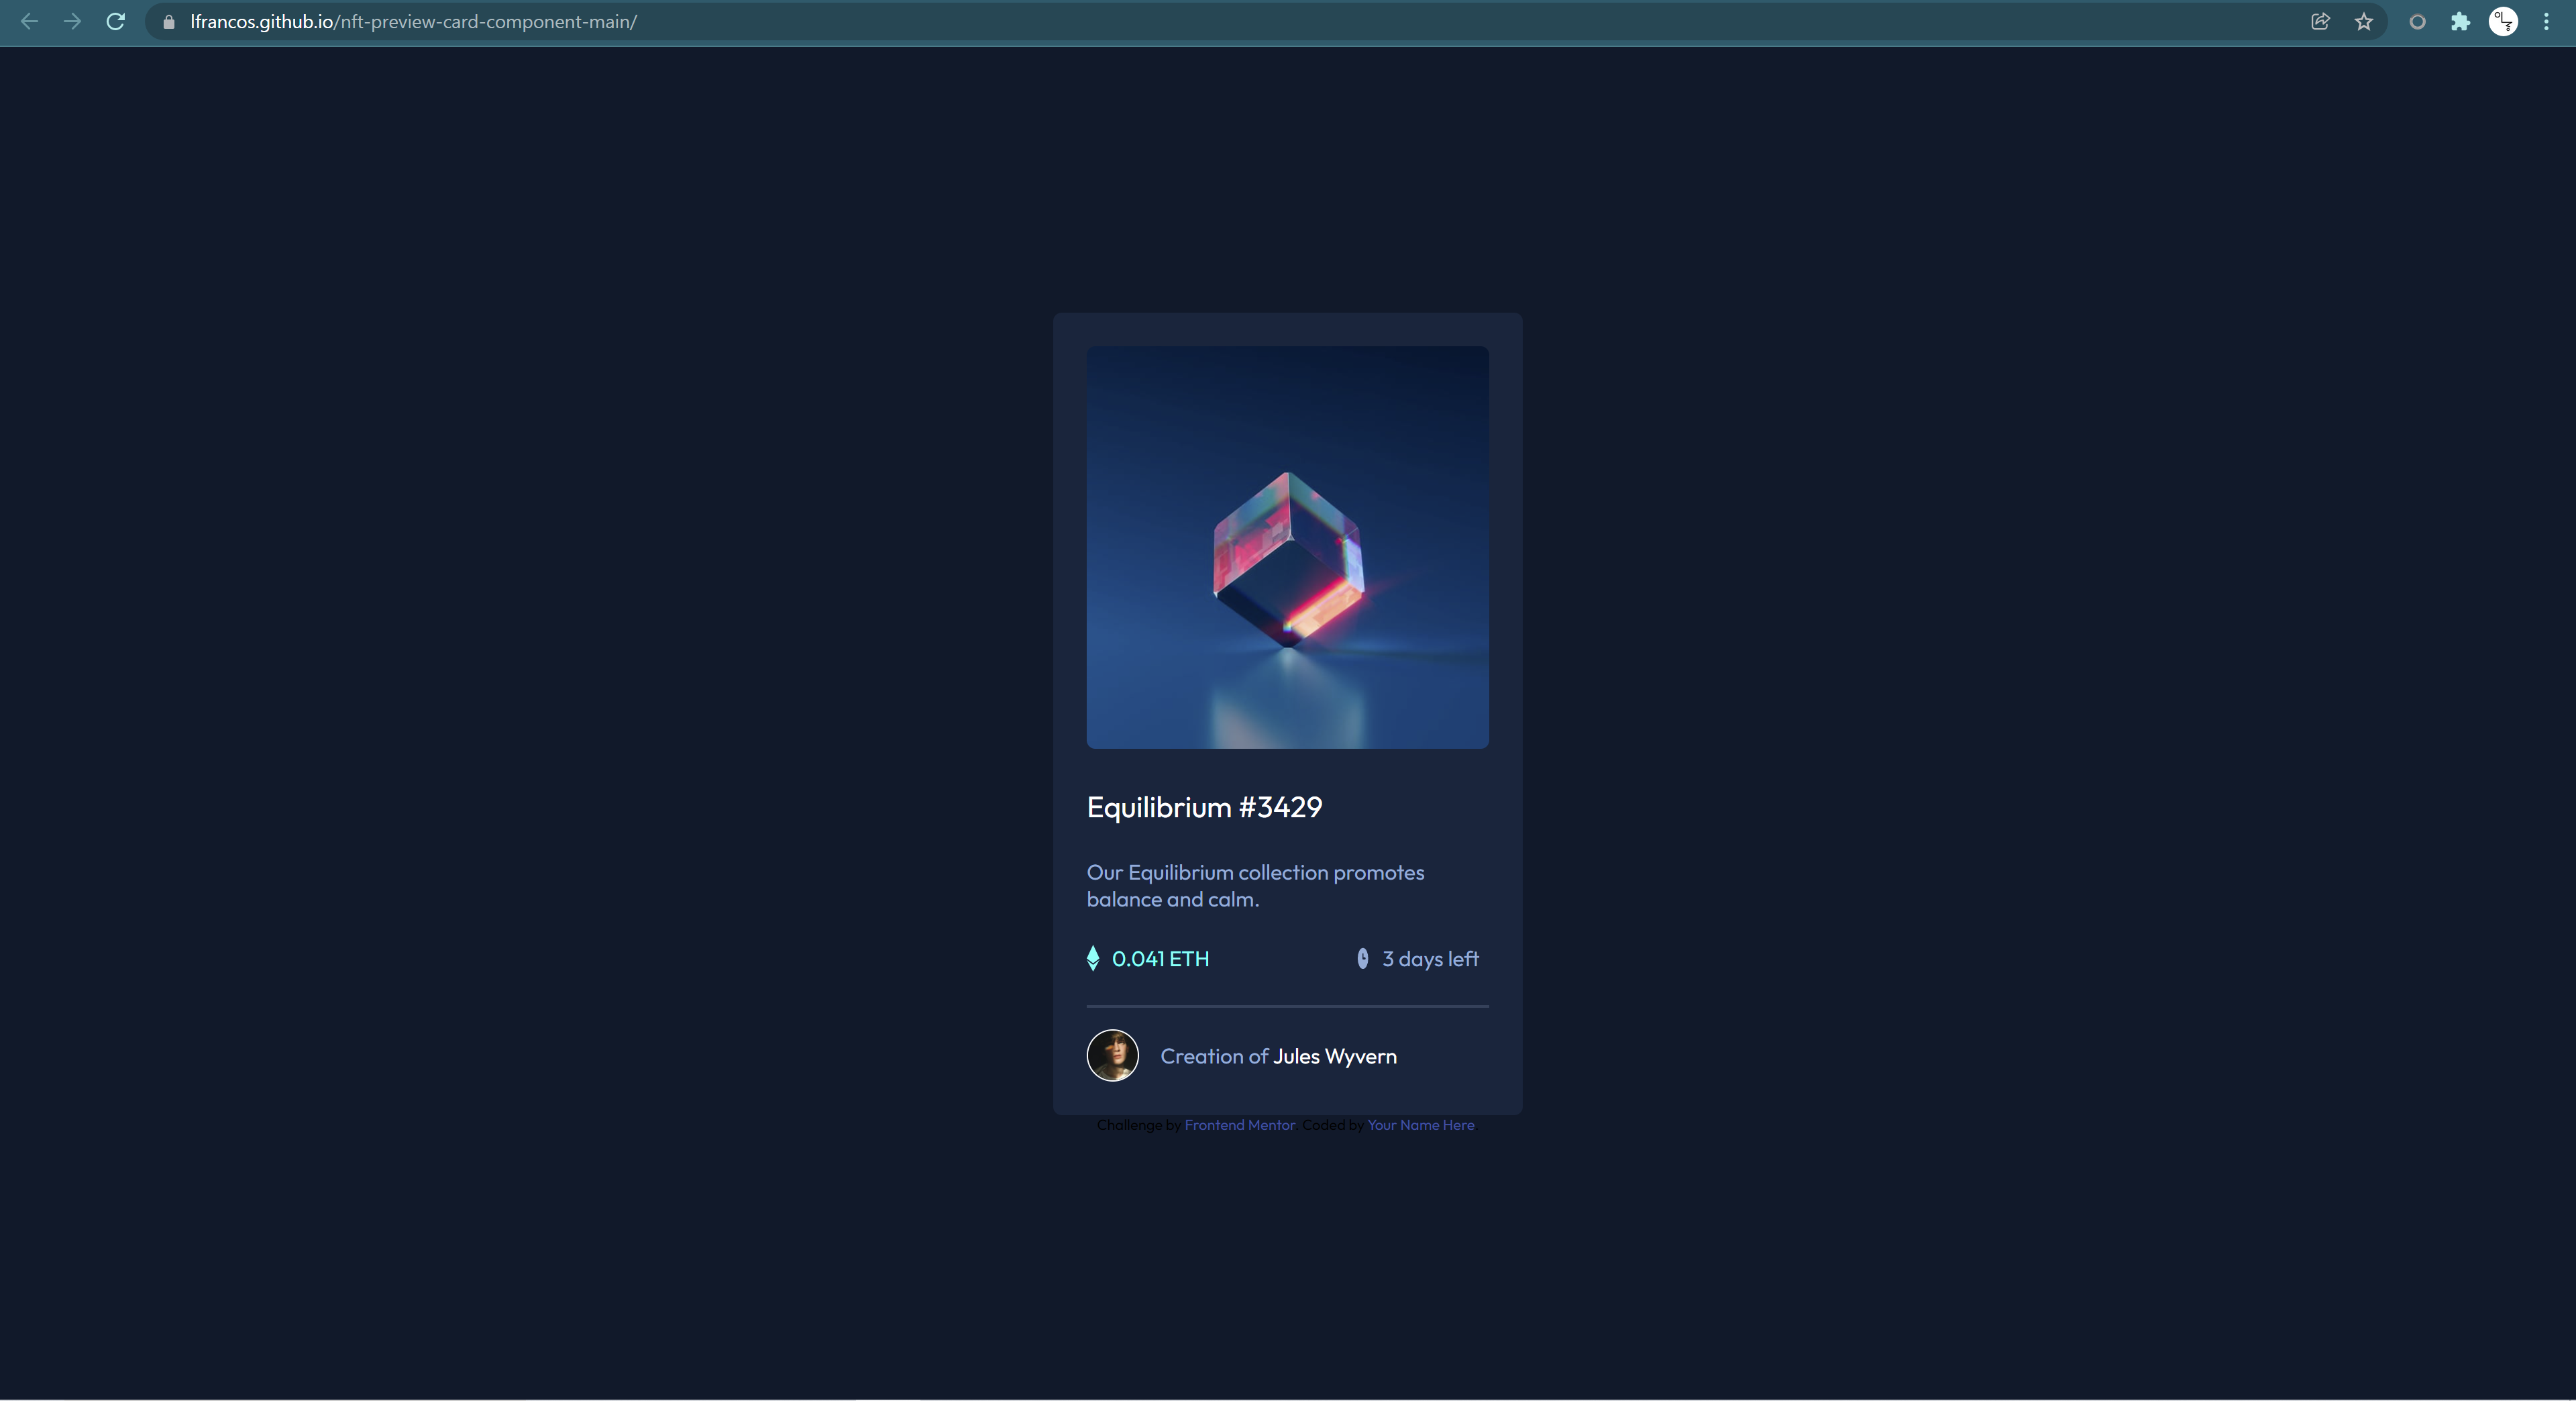 lfrancos.github.io/nft-preview-card-component-main/
Equilibrium #3429
Our Equilibrium collection promotes
balance and calm.
0.041 ETH
3 days left
Creation of Jules Wyvern
Challenge by Frontend Mentor. Coded by Your Name Here.